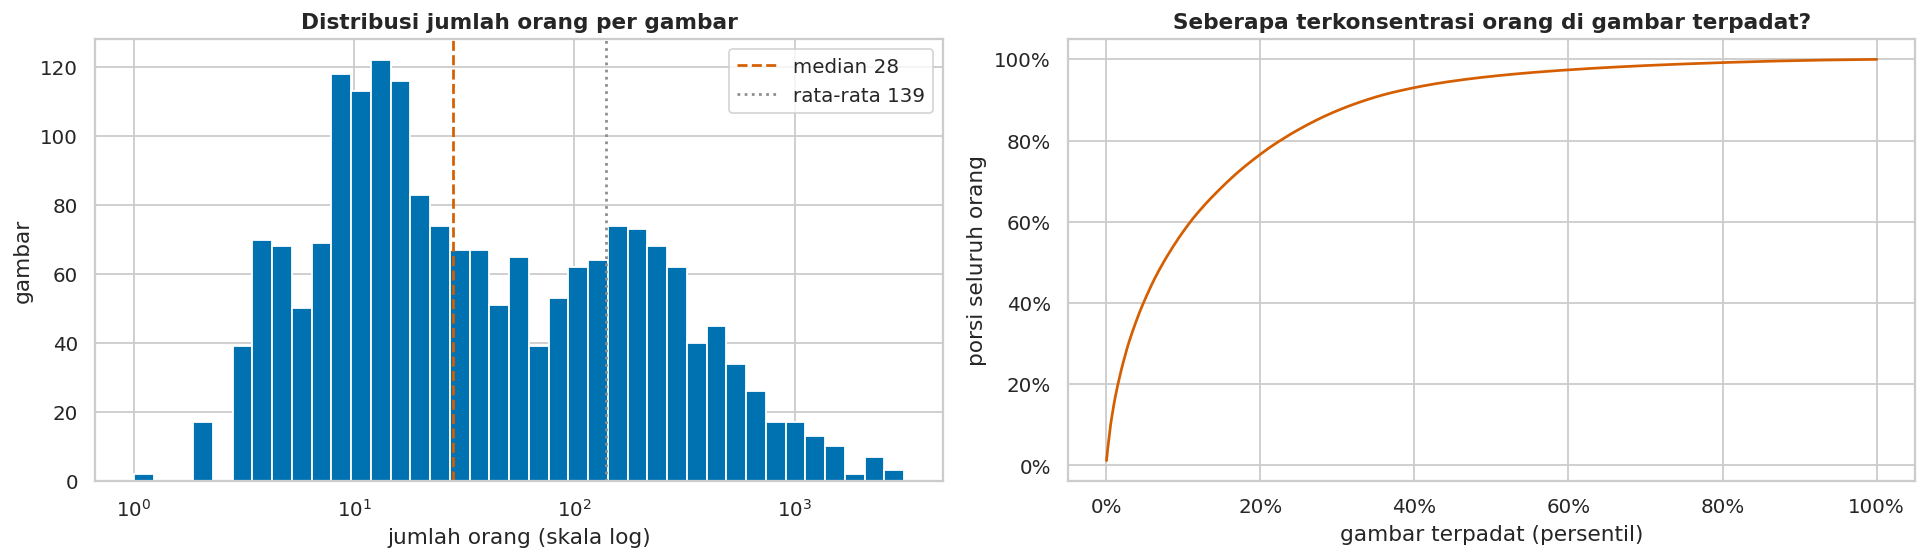 Distribusi jumlah orang per gambar
120
100
80
60
40
20
0
gambar
median 28
rata-rata 139
10⁰
10¹
10²
10³
jumlah orang (skala log)
Seberapa terkonsentrasi orang di gambar terpadat?
100%
80%
60%
40%
20%
0%
porsi seluruh orang
0%
20%
40%
60%
80%
100%
gambar terpadat (persentil)